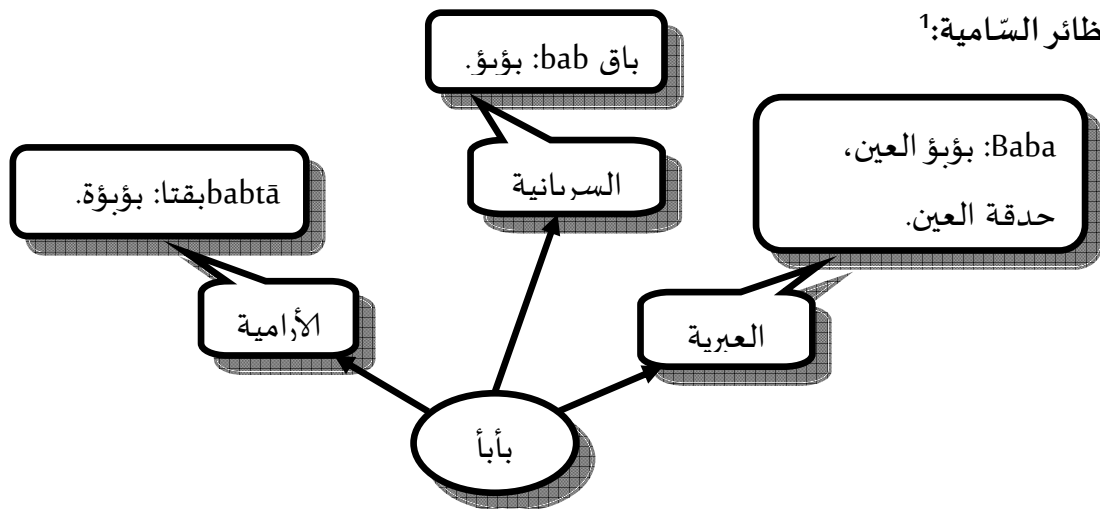 ظائر السّامية:1
باق bab: بؤبؤ.
Baba: بؤبؤ العين،
حدقة العين.
السريانية
babtāبقتا: بؤبؤة.
العبرية
الأرامية
بأبأ